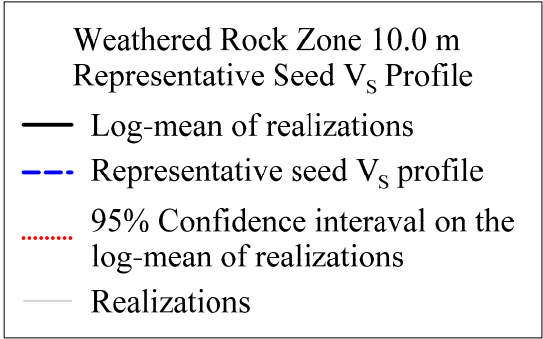 Weathered Rock Zone 10.0 m
Representative Seed VS Profile
Log-mean of realizations
Representative seed VS profile
95% Confidence interaval on the
log-mean of realizations
Realizations